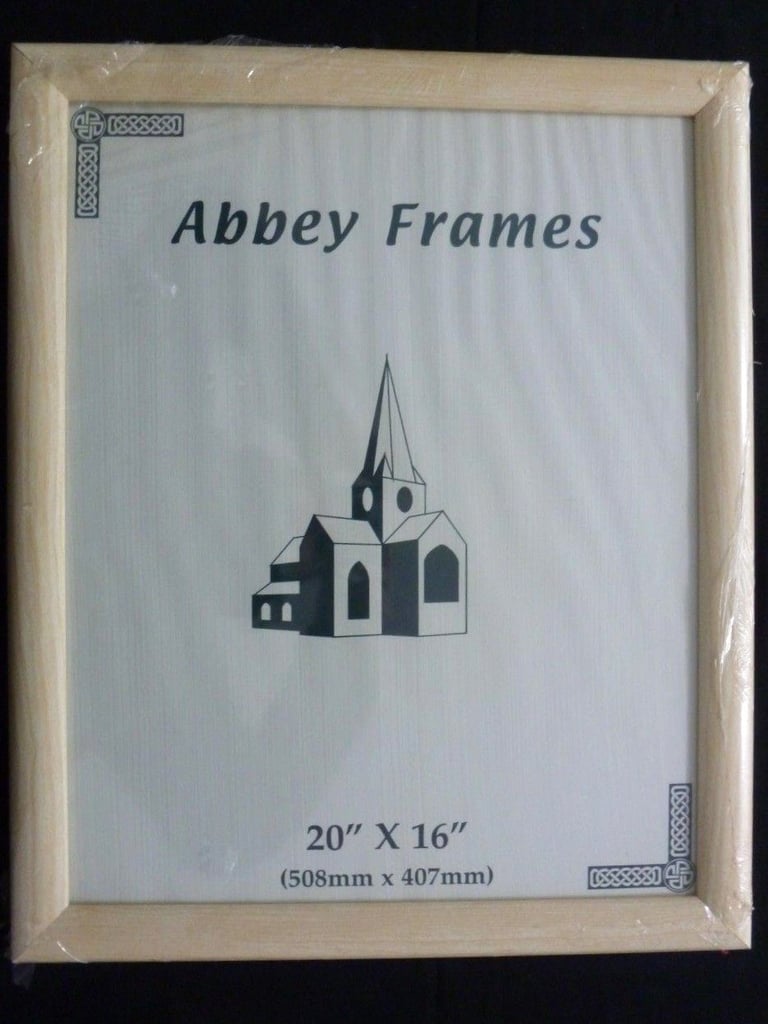 Abbey Frames
20” X 16”
(508mm x 407mm)